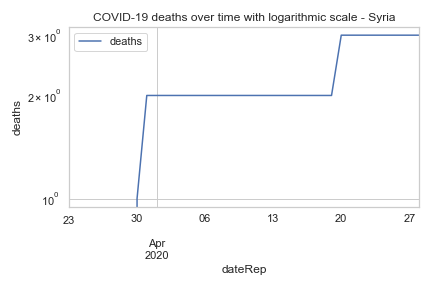 COVID-19 deaths over time with logarithmic scale - Syria
deaths
3 × 10⁰
2 × 10⁰
10⁰
deaths
23
30
06
13
20
27
Apr
2020
dateRep